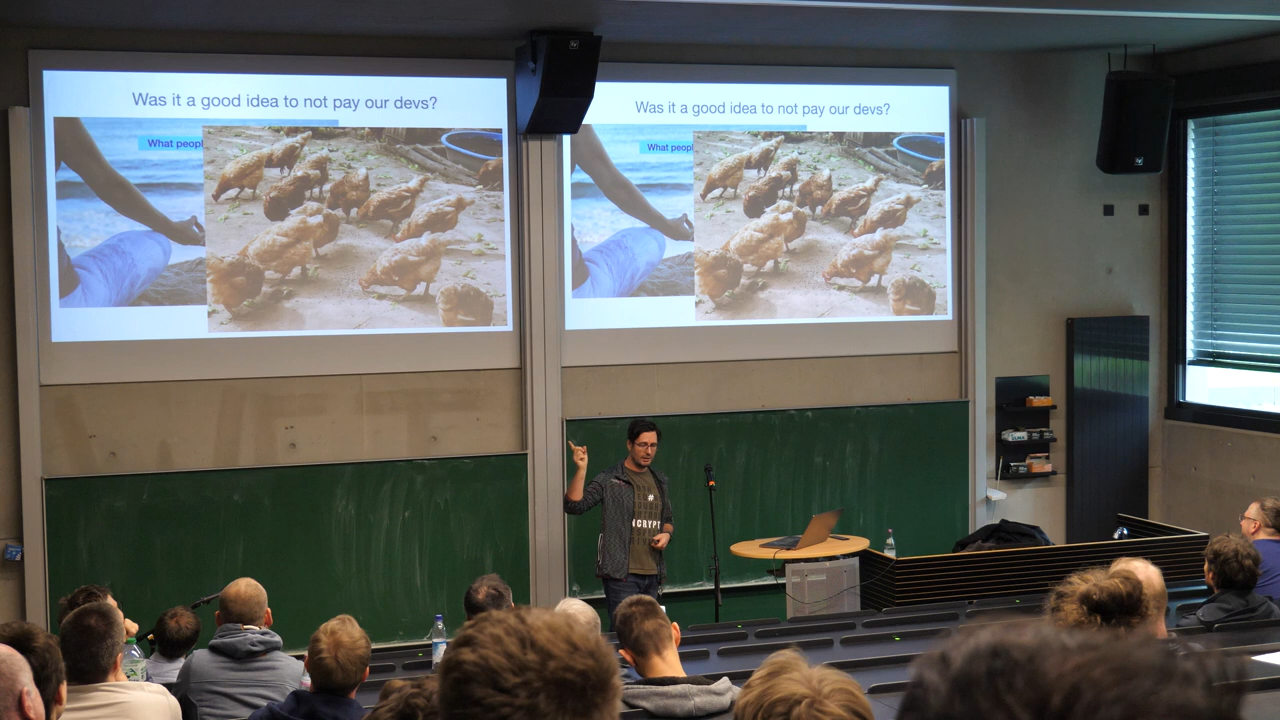 Was it a good idea to not pay our devs?
What peopl
Was it a good idea to not pay our devs?
What peopl
#
NCRYPT